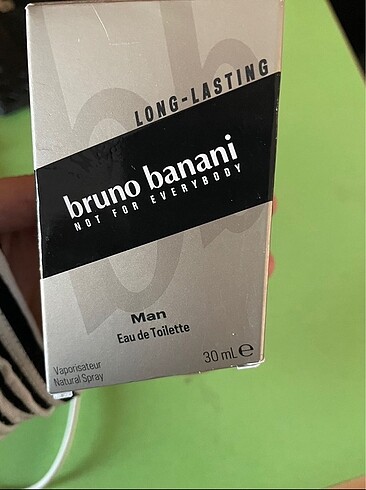 LONG-LASTING
bruno banani
NOT FOR EVERYBODY
Man
Eau de Toilette
Vaporisateur
Natural Spray
30 mL ℮